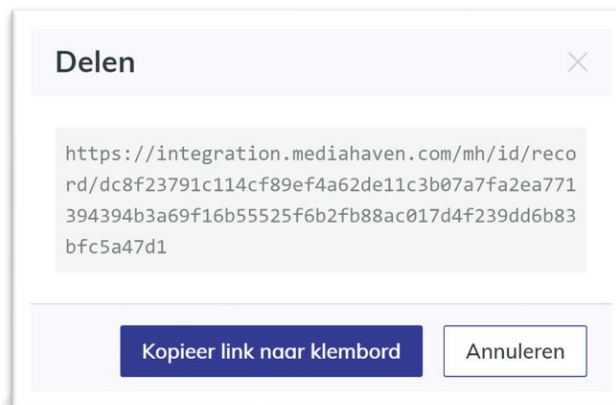 Delen
https://integration.mediahaven.com/mh/id/reco
rd/dc8f23791c114cf89ef4a62de11c3b07a7fa2ea771
394394b3a69f16b55525f6b2fb88ac017d4f239dd6b83
bfc5a47d1
Kopieer link naar klembord
Annuleren